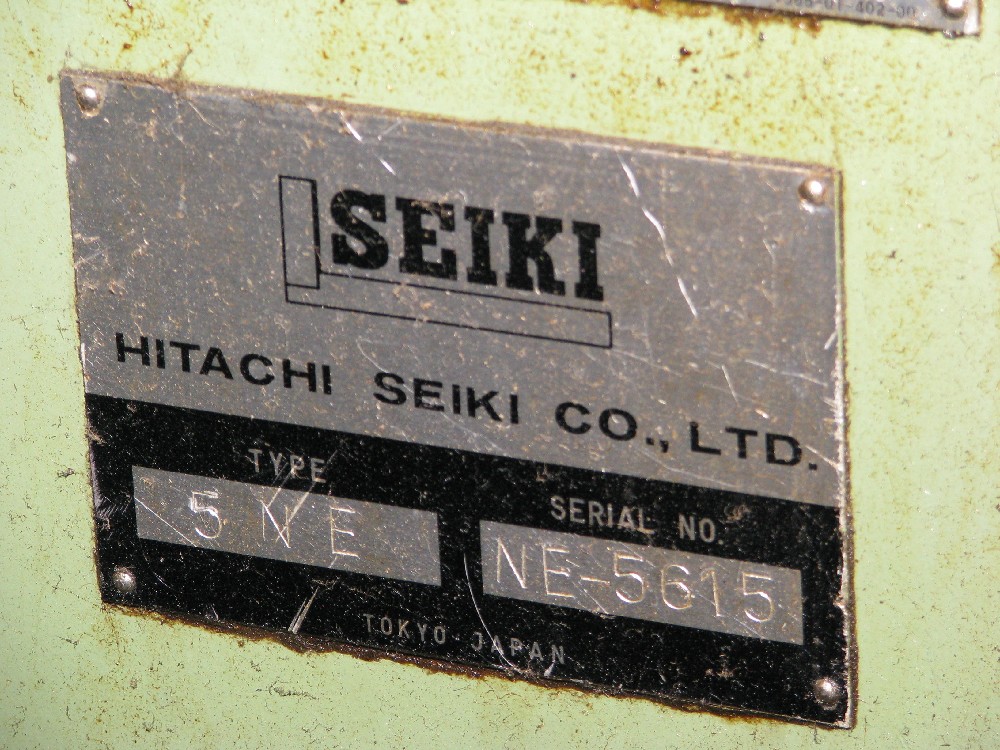 SEIKI
HITACHI SEIKI CO., LTD.
TYPE
5NE
SERIAL NO.
NE-5615
TOKYO JAPAN